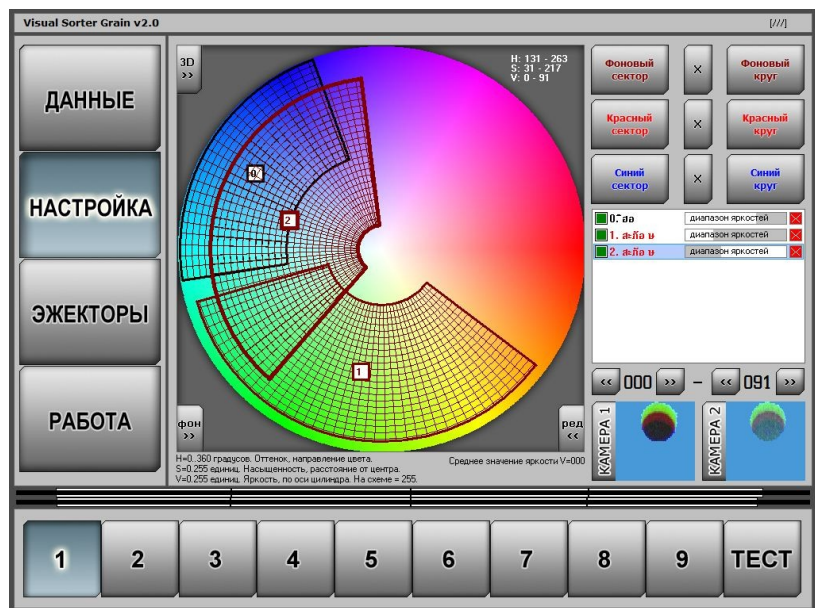 Visual Sorter Grain v2.0
[///]
ДАННЫЕ
НАСТРОЙКА
ЭЖЕКТОРЫ
РАБОТА
3D
>>
H: 131 - 263
S: 31 - 217
V: 0 - 91
0
2
1
фон
>>
ред
<<
H=0..360 градусов. Оттенок, направление цвета.
S=0.255 единиц. Насыщенность, расстояние от центра.
V=0.255 единиц. Яркость, по оси цилиндра. На схеме = 255.
Среднее значение яркости V=000
Фоновый сектор
X
Фоновый круг
Красный сектор
X
Красный круг
Синий сектор
X
Синий круг
0.
диапазон яркостей
1.
диапазон яркостей
2.
диапазон яркостей
<< 000 >> - << 091 >>
КАМЕРА 1
КАМЕРА 2
1 2 3 4 5 6 7 8 9 ТЕСТ